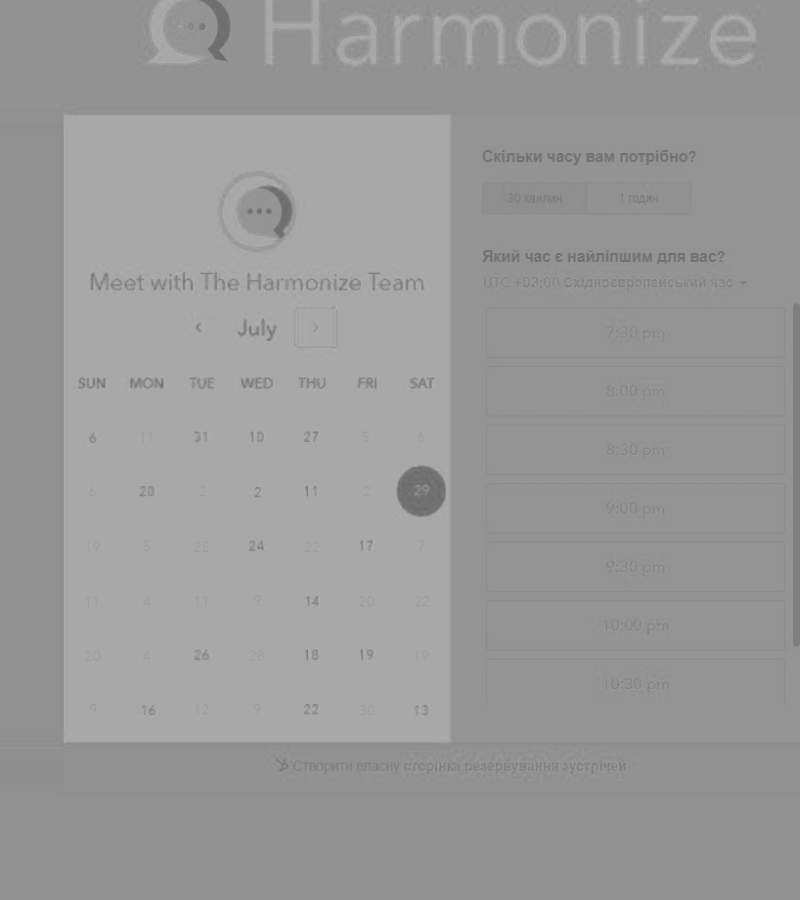 Harmonize
Meet with The Harmonize Team
July
SUN MON TUE WED THU FRI SAT
6 11 31 10 27 5 6
6 20 2 2 11 2 29
19 5 25 24 22 17 7
11 4 11 9 14 20 22
20 4 26 28 18 19 19
9 16 12 9 22 30 13
Скільки часу вам потрібно?
30 хвилин 1 годин
Який час є найліпшим для вас?
UTC +03:00 Східноєвропейський час
7:30 pm
8:00 pm
8:30 pm
9:00 pm
9:30 pm
10:00 pm
10:30 pm
Створити власну сторінка резервування зустрічей